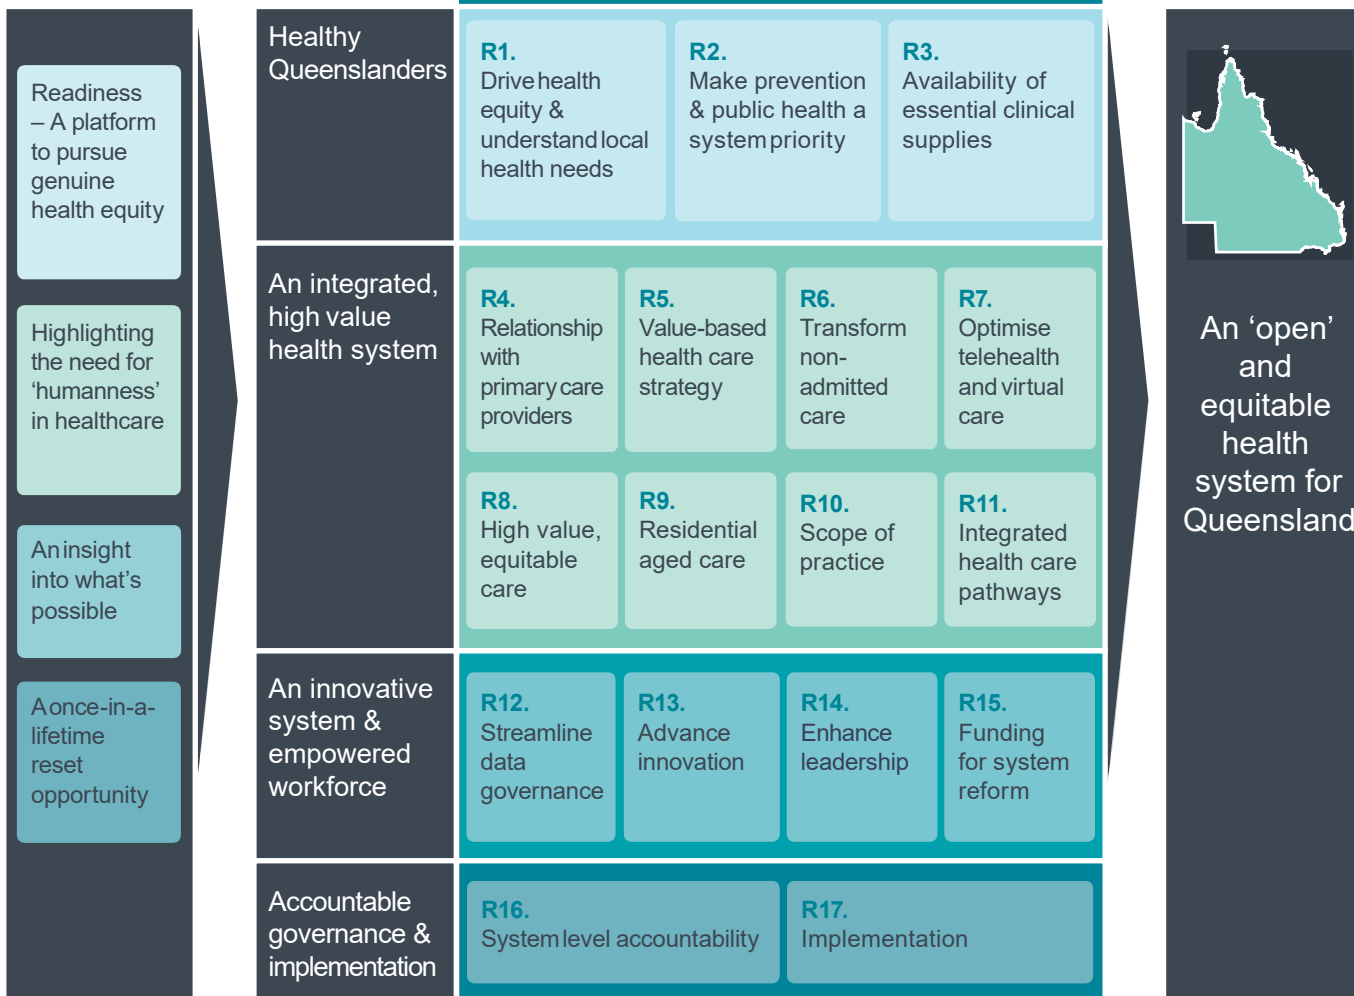 Readiness
– A platform
to pursue
genuine
health equity
Highlighting
the need for
‘humanness’
in healthcare
An insight
into what’s
possible
A once-in-a-
lifetime
reset
opportunity
Healthy
Queenslanders
R1.
Drive health
equity &
understand local
health needs
R2.
Make prevention
& public health a
system priority
R3.
Availability of
essential clinical
supplies
An integrated,
high value
health system
R4.
Relationship
with
primary care
providers
R5.
Value-based
health care
strategy
R6.
Transform
non-
admitted
care
R7.
Optimise
telehealth
and virtual
care
R8.
High value,
equitable
care
R9.
Residential
aged care
R10.
Scope of
practice
R11.
Integrated
health care
pathways
An innovative
system &
empowered
workforce
R12.
Streamline
data
governance
R13.
Advance
innovation
R14.
Enhance
leadership
R15.
Funding
for system
reform
Accountable
governance &
implementation
R16.
System level accountability
R17.
Implementation
An ‘open’
and
equitable
health
system for
Queensland